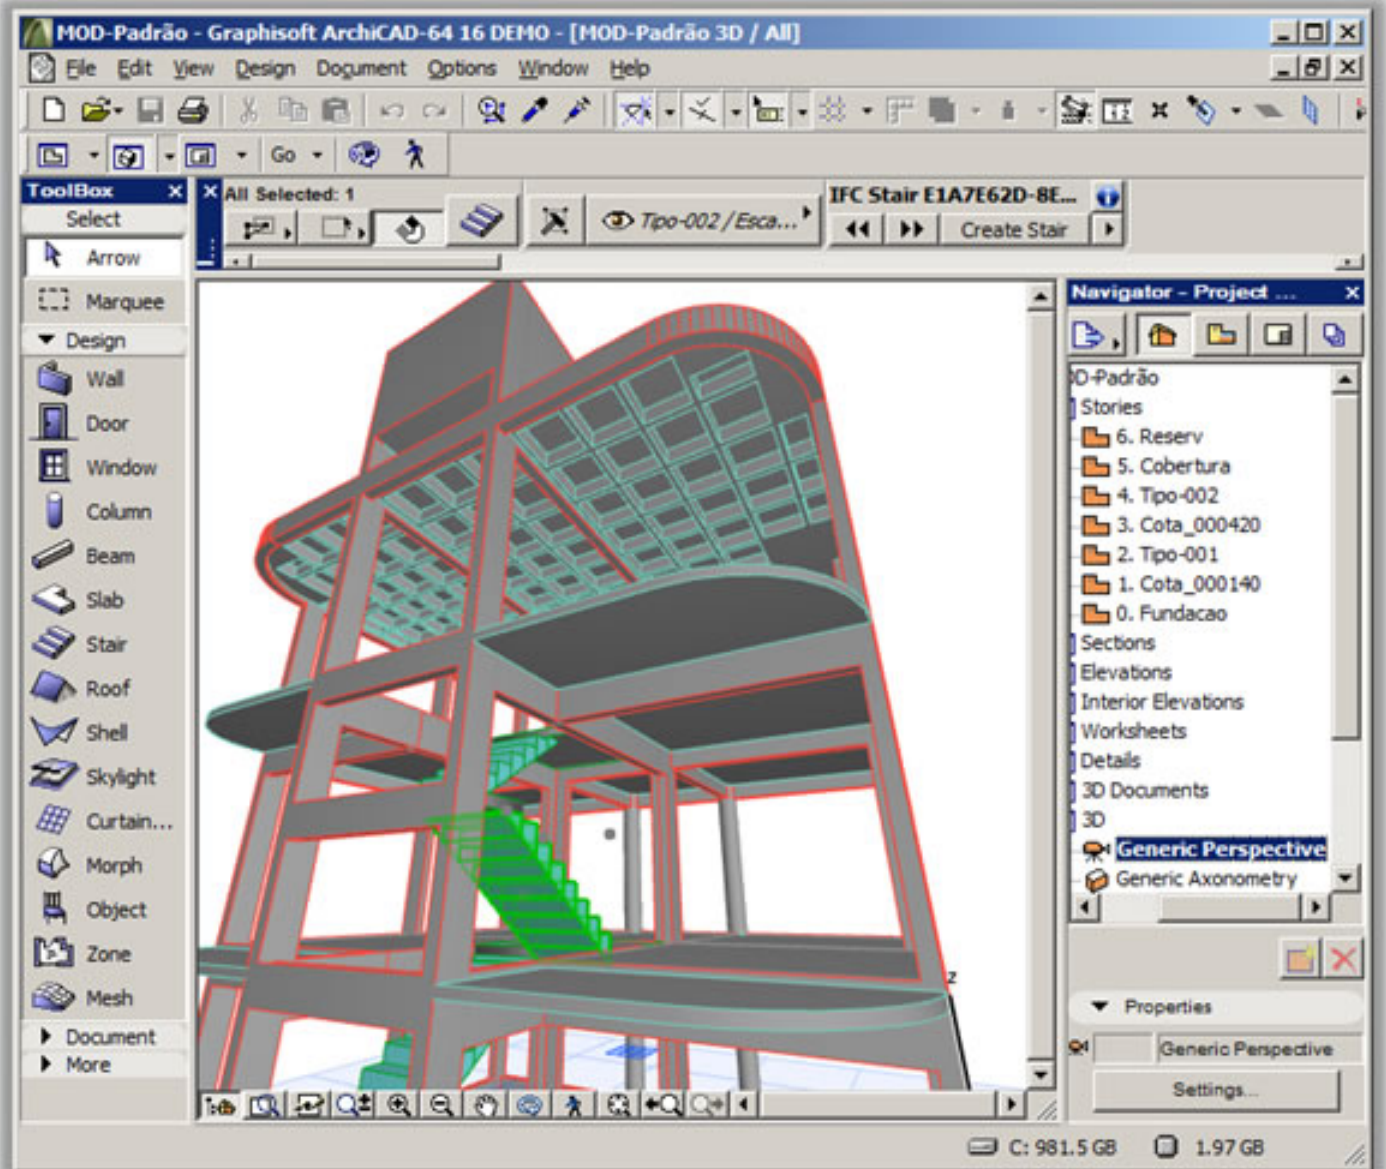 MOD-Padrão - Graphisoft ArchiCAD-64 16 DEMO - [MOD-Padrão 3D / All]
File Edit View Design Document Options Window Help
Go
ToolBox
Select
Arrow
Marquee
Design
Wall
Door
Window
Column
Beam
Slab
Stair
Roof
Shell
Skylight
Curtain...
Morph
Object
Zone
Mesh
Document
More
All Selected: 1
Tipo-002 / Esca...
IFC Stair E1A7E62D-8E...
Create Stair
z
Navigator - Project ...
D-Padrão
Stories
6. Reserv
5. Cobertura
4. Tipo-002
3. Cota_000420
2. Tipo-001
1. Cota_000140
0. Fundacao
Sections
Elevations
Interior Elevations
Worksheets
Details
3D Documents
3D
Generic Perspective
Generic Axonometry
Properties
Generic Perspective
Settings...
C: 981.5 GB 1.97 GB